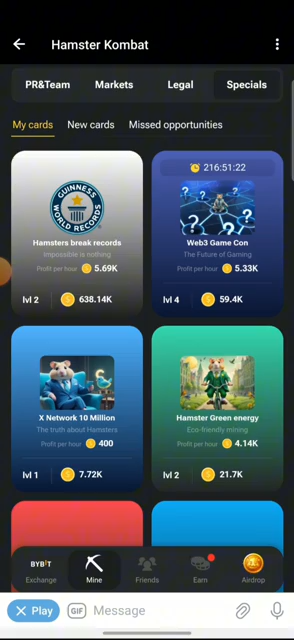 Hamster Kombat
PR&Team
Markets
Legal
Specials
My cards
New cards
Missed opportunities
GUINNESS
WORLD RECORDS
Hamsters break records
Impossible is nothing
Profit per hour 5.69K
lvl 2
638.14K
216:51:22
Web3 Game Con
The Future of Gaming
Profit per hour 5.33K
lvl 4
59.4K
X Network 10 Million
The truth about Hamsters
Profit per hour 400
lvl 1
7.72K
Hamster Green energy
Eco-friendly mining
Profit per hour 4.14K
lvl 2
21.7K
BYBIT
Exchange
Mine
Friends
Earn
Airdrop
Play
GIF
Message